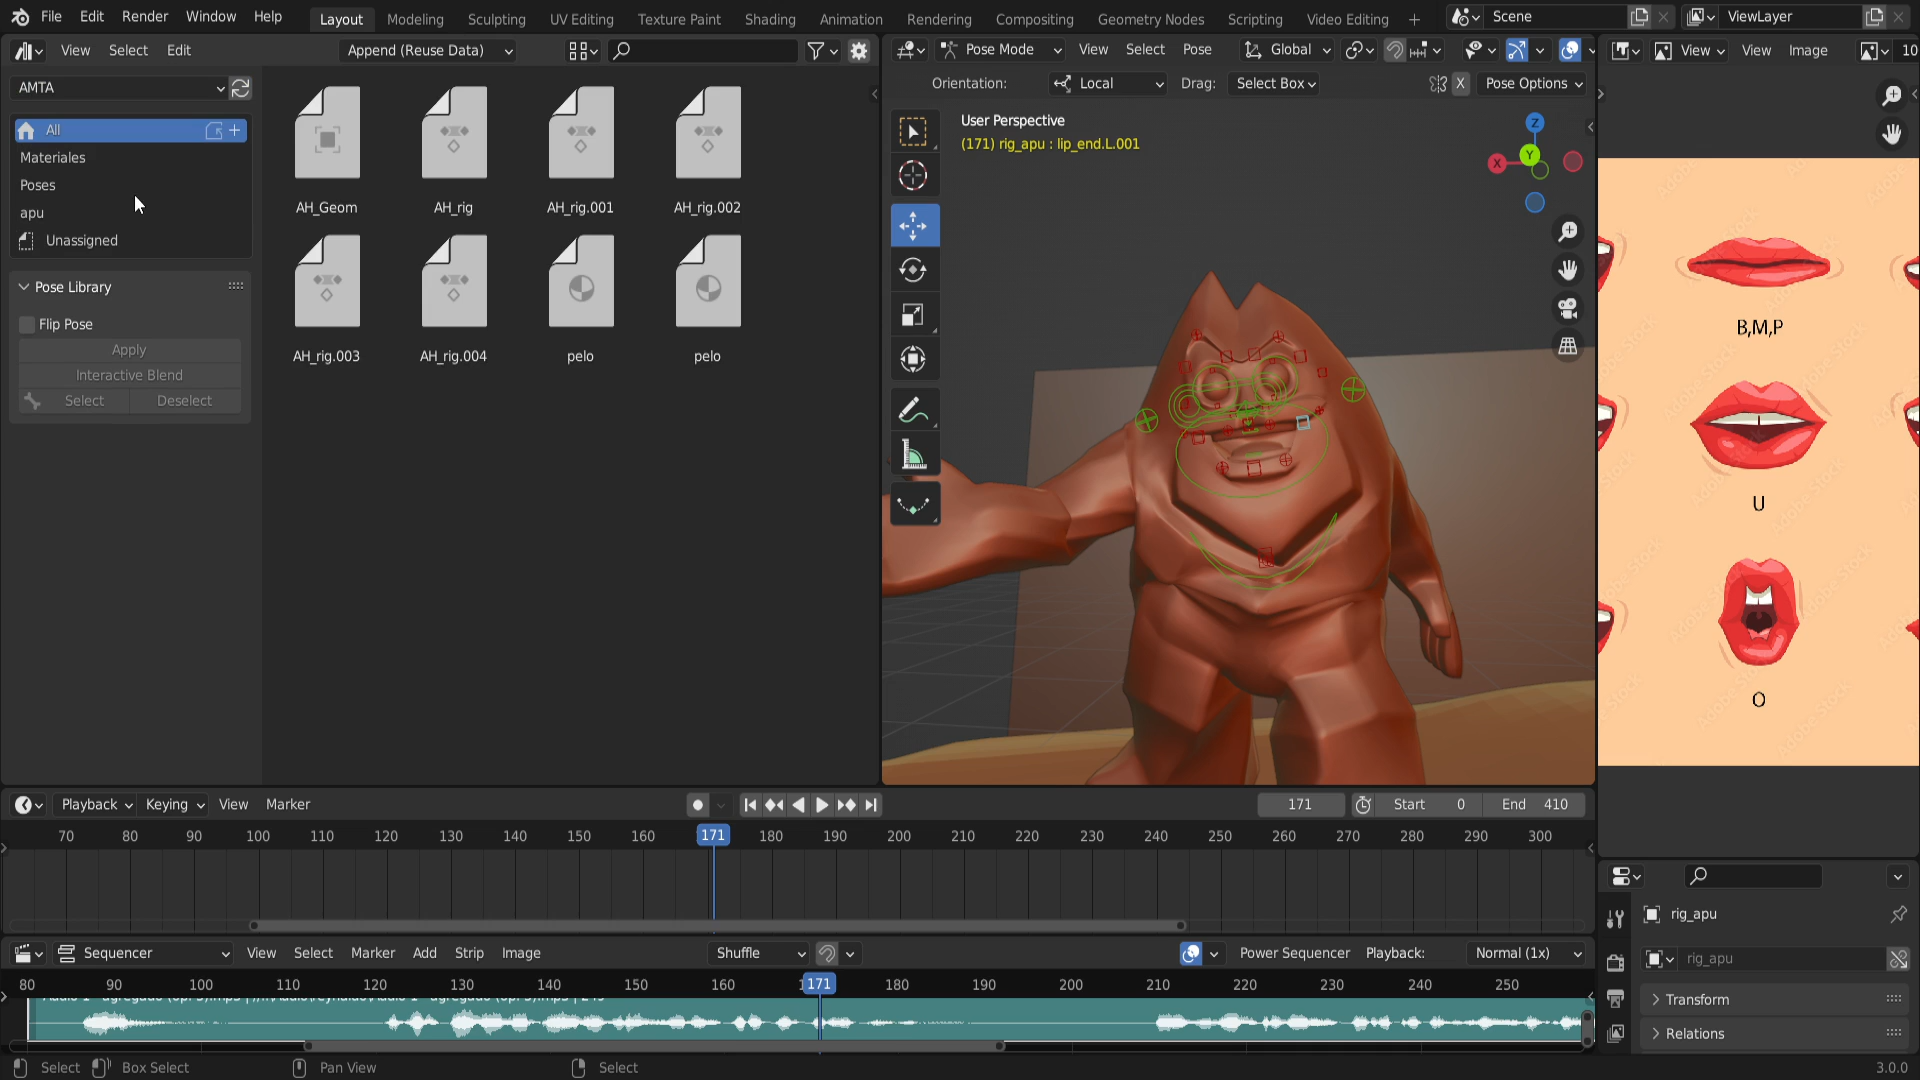 File Edit Render Window Help Layout Modeling Sculpting UV Editing Texture Paint Shading Animation Rendering Compositing Geometry Nodes Scripting Video Editing + Scene ViewLayer
View Select Edit Append (Reuse Data) Pose Mode View Select Pose Global View View Image 10
AMTA
Orientation: Local Drag: Select Box X Pose Options
All
Materiales
Poses
apu
Unassigned
AH_Geom AH_rig AH_rig.001 AH_rig.002
AH_rig.003 AH_rig.004 pelo pelo
Pose Library
Flip Pose
Apply
Interactive Blend
Select Deselect
User Perspective
(171) rig_apu : lip_end.L.001
Z
Y
X
B,M,P
U
O
Playback Keying View Marker 171 Start 0 End 410
70 80 90 100 110 120 130 140 150 160 171 180 190 200 210 220 230 240 250 260 270 280 290 300
rig_apu
rig_apu
Transform
Relations
Sequencer View Select Marker Add Strip Image Shuffle Power Sequencer Playback: Normal (1x)
80 90 100 110 120 130 140 150 160 171 180 190 200 210 220 230 240 250
Select Box Select Pan View Select 3.0.0